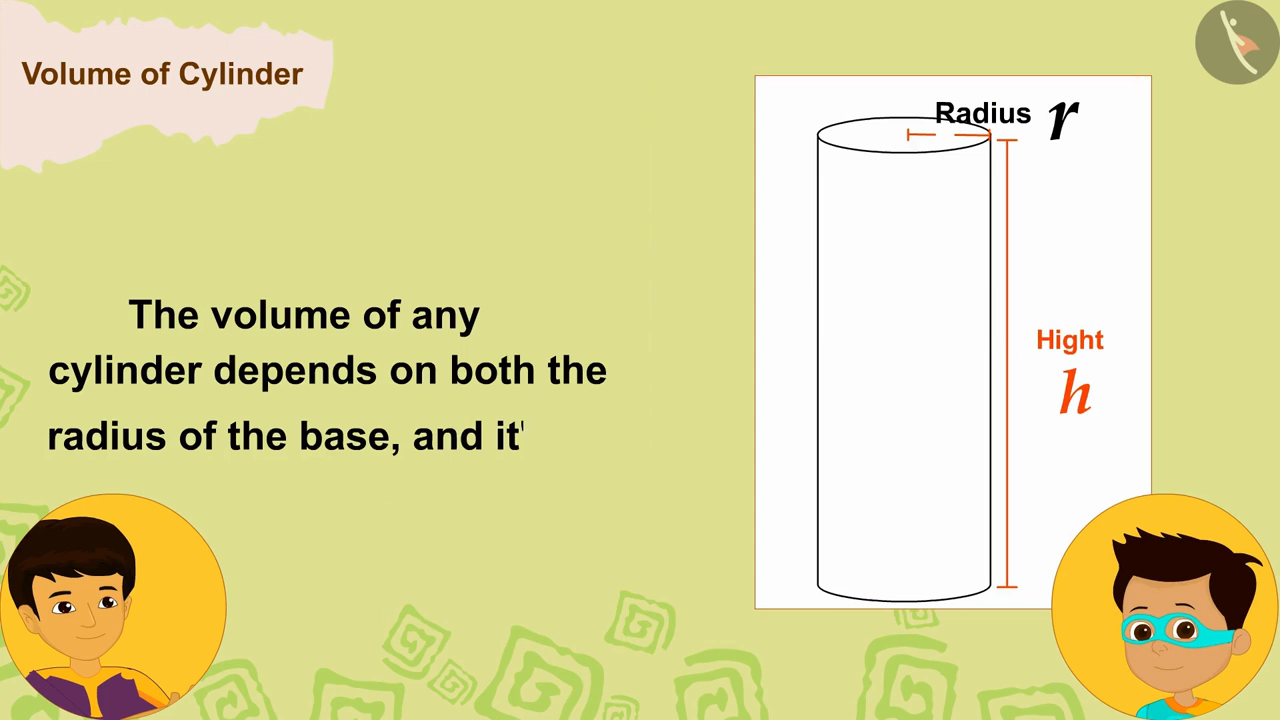 Volume of Cylinder
Radius r
The volume of any
cylinder depends on both the
radius of the base, and it'
Hight
h